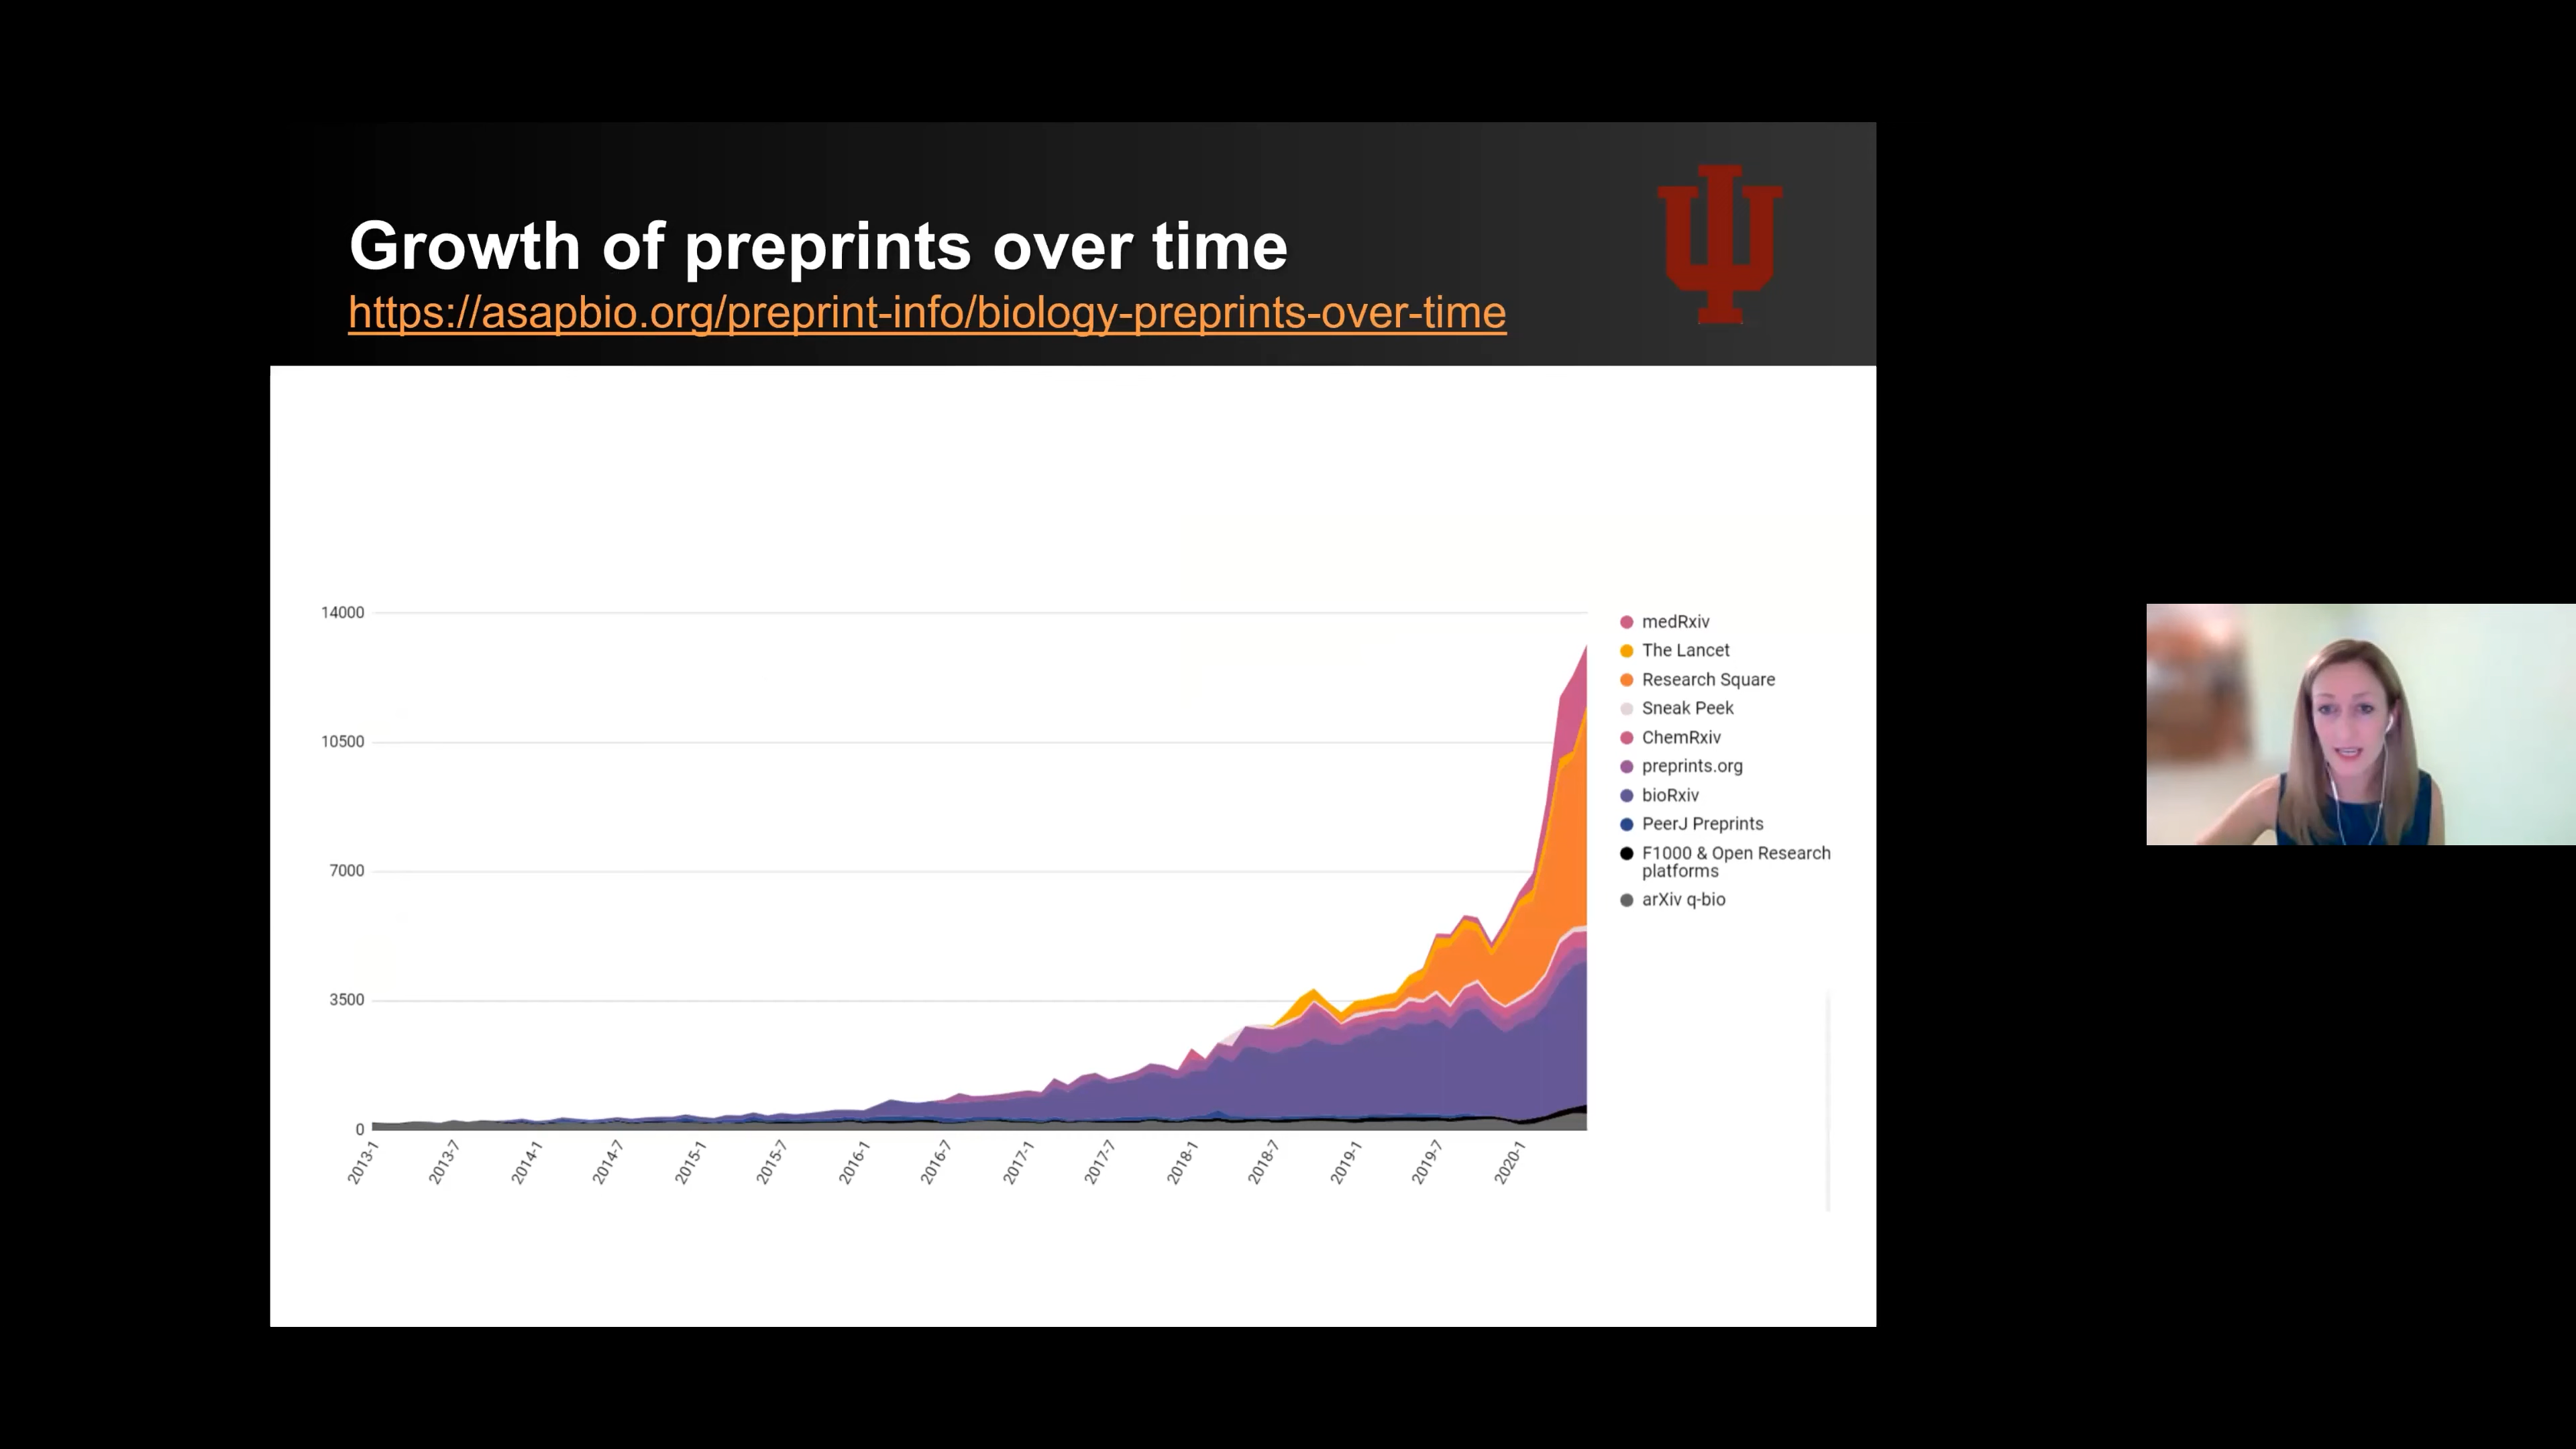 Growth of preprints over time
https://asapbio.org/preprint-info/biology-preprints-over-time
14000
10500
7000
3500
0
2013-1
2013-7
2014-1
2014-7
2015-1
2015-7
2016-1
2016-7
2017-1
2017-7
2018-1
2018-7
2019-1
2019-7
2020-1
medRxiv
The Lancet
Research Square
Sneak Peek
ChemRxiv
preprints.org
bioRxiv
PeerJ Preprints
F1000 & Open Research
platforms
arXiv q-bio